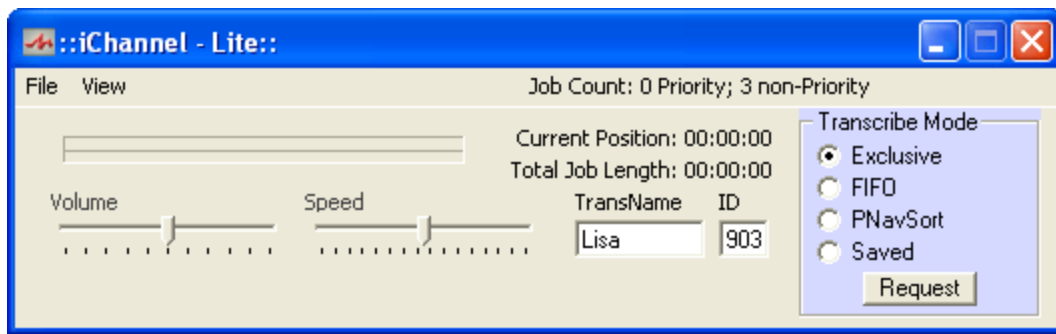 ::iChannel - Lite::
File View Job Count: 0 Priority; 3 non-Priority
Current Position: 00:00:00
Total Job Length: 00:00:00
Volume Speed TransName ID
Lisa 903
Transcribe Mode
Exclusive
FIFO
PNavSort
Saved
Request